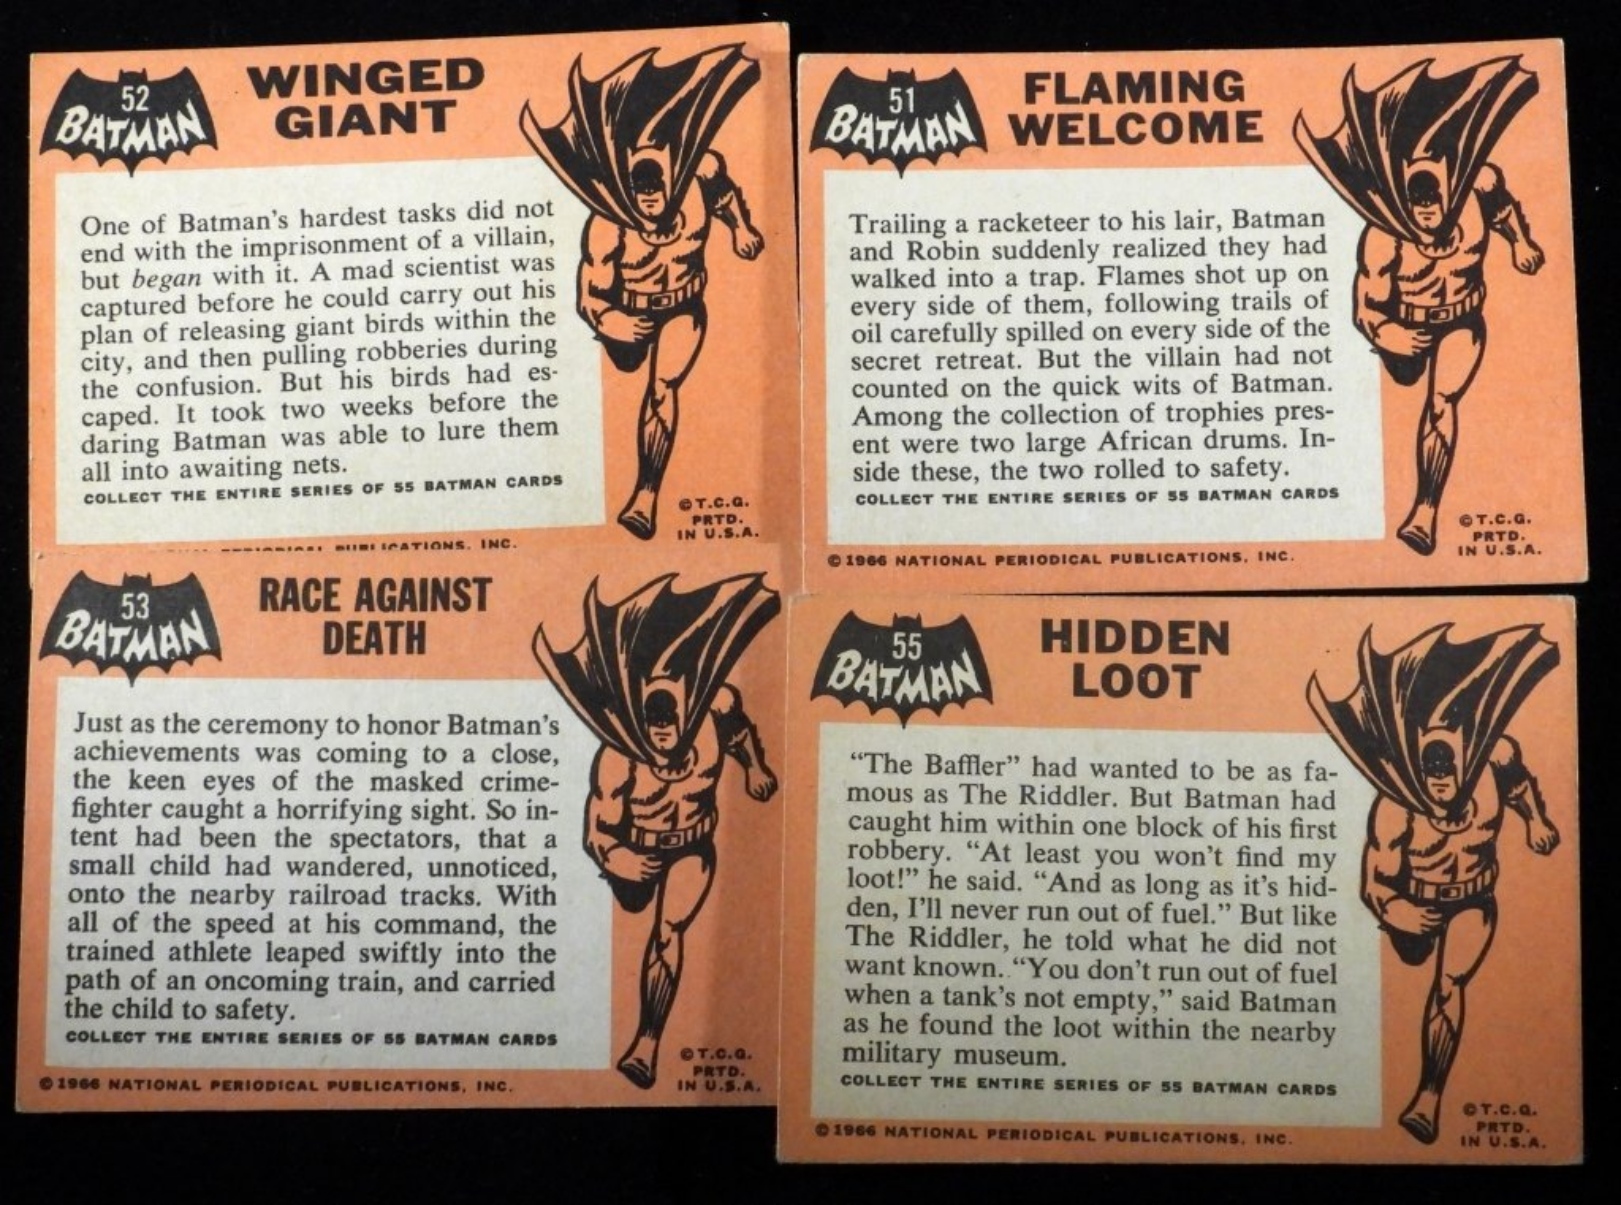 52
BATMAN
WINGED
GIANT
One of Batman's hardest tasks did not
end with the imprisonment of a villain,
but began with it. A mad scientist was
captured before he could carry out his
plan of releasing giant birds within the
city, and then pulling robberies during
the confusion. But his birds had es-
caped. It took two weeks before the
daring Batman was able to lure them
all into awaiting nets.
COLLECT THE ENTIRE SERIES OF 55 BATMAN CARDS
©T.C.G.
PRTD.
IN U.S.A.
PERIODICAL PUBLICATIONS, INC.
51
BATMAN
FLAMING
WELCOME
Trailing a racketeer to his lair, Batman
and Robin suddenly realized they had
walked into a trap. Flames shot up on
every side of them, following trails of
oil carefully spilled on every side of the
secret retreat. But the villain had not
counted on the quick wits of Batman.
Among the collection of trophies pres-
ent were two large African drums. In-
side these, the two rolled to safety.
COLLECT THE ENTIRE SERIES OF 55 BATMAN CARDS
©T.C.G.
PRTD.
IN U.S.A.
©1966 NATIONAL PERIODICAL PUBLICATIONS, INC.
53
BATMAN
RACE AGAINST
DEATH
Just as the ceremony to honor Batman's
achievements was coming to a close,
the keen eyes of the masked crime-
fighter caught a horrifying sight. So in-
tent had been the spectators, that a
small child had wandered, unnoticed,
onto the nearby railroad tracks. With
all of the speed at his command, the
trained athlete leaped swiftly into the
path of an oncoming train, and carried
the child to safety.
COLLECT THE ENTIRE SERIES OF 55 BATMAN CARDS
©T.C.G.
PRTD.
IN U.S.A.
©1966 NATIONAL PERIODICAL PUBLICATIONS, INC.
55
BATMAN
HIDDEN
LOOT
“The Baffler” had wanted to be as fa-
mous as The Riddler. But Batman had
caught him within one block of his first
robbery. “At least you won't find my
loot!” he said. “And as long as it's hid-
den, I'll never run out of fuel.” But like
The Riddler, he told what he did not
want known. “You don't run out of fuel
when a tank's not empty,” said Batman
as he found the loot within the nearby
military museum.
COLLECT THE ENTIRE SERIES OF 55 BATMAN CARDS
©T.C.G.
PRTD.
IN U.S.A.
©1966 NATIONAL PERIODICAL PUBLICATIONS, INC.